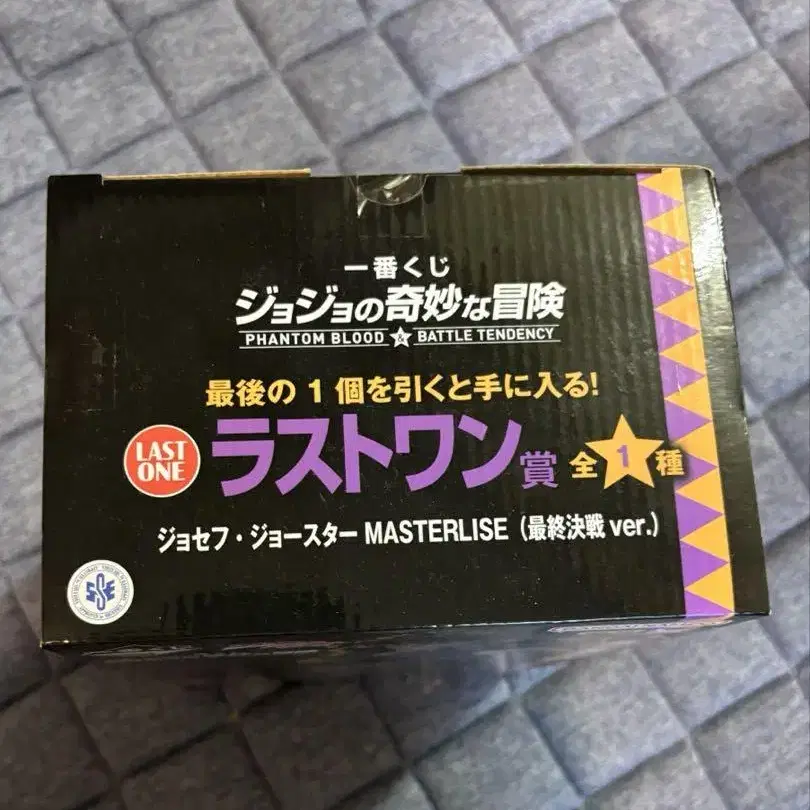 一番くじ
ジョジョの奇妙な冒険
PHANTOM BLOOD & BATTLE TENDENCY
最後の1個を引くと手に入る!
LAST ONE
ラストワン賞 全1種
ジョセフ・ジョースター MASTERLISE(最終決戦 ver.)